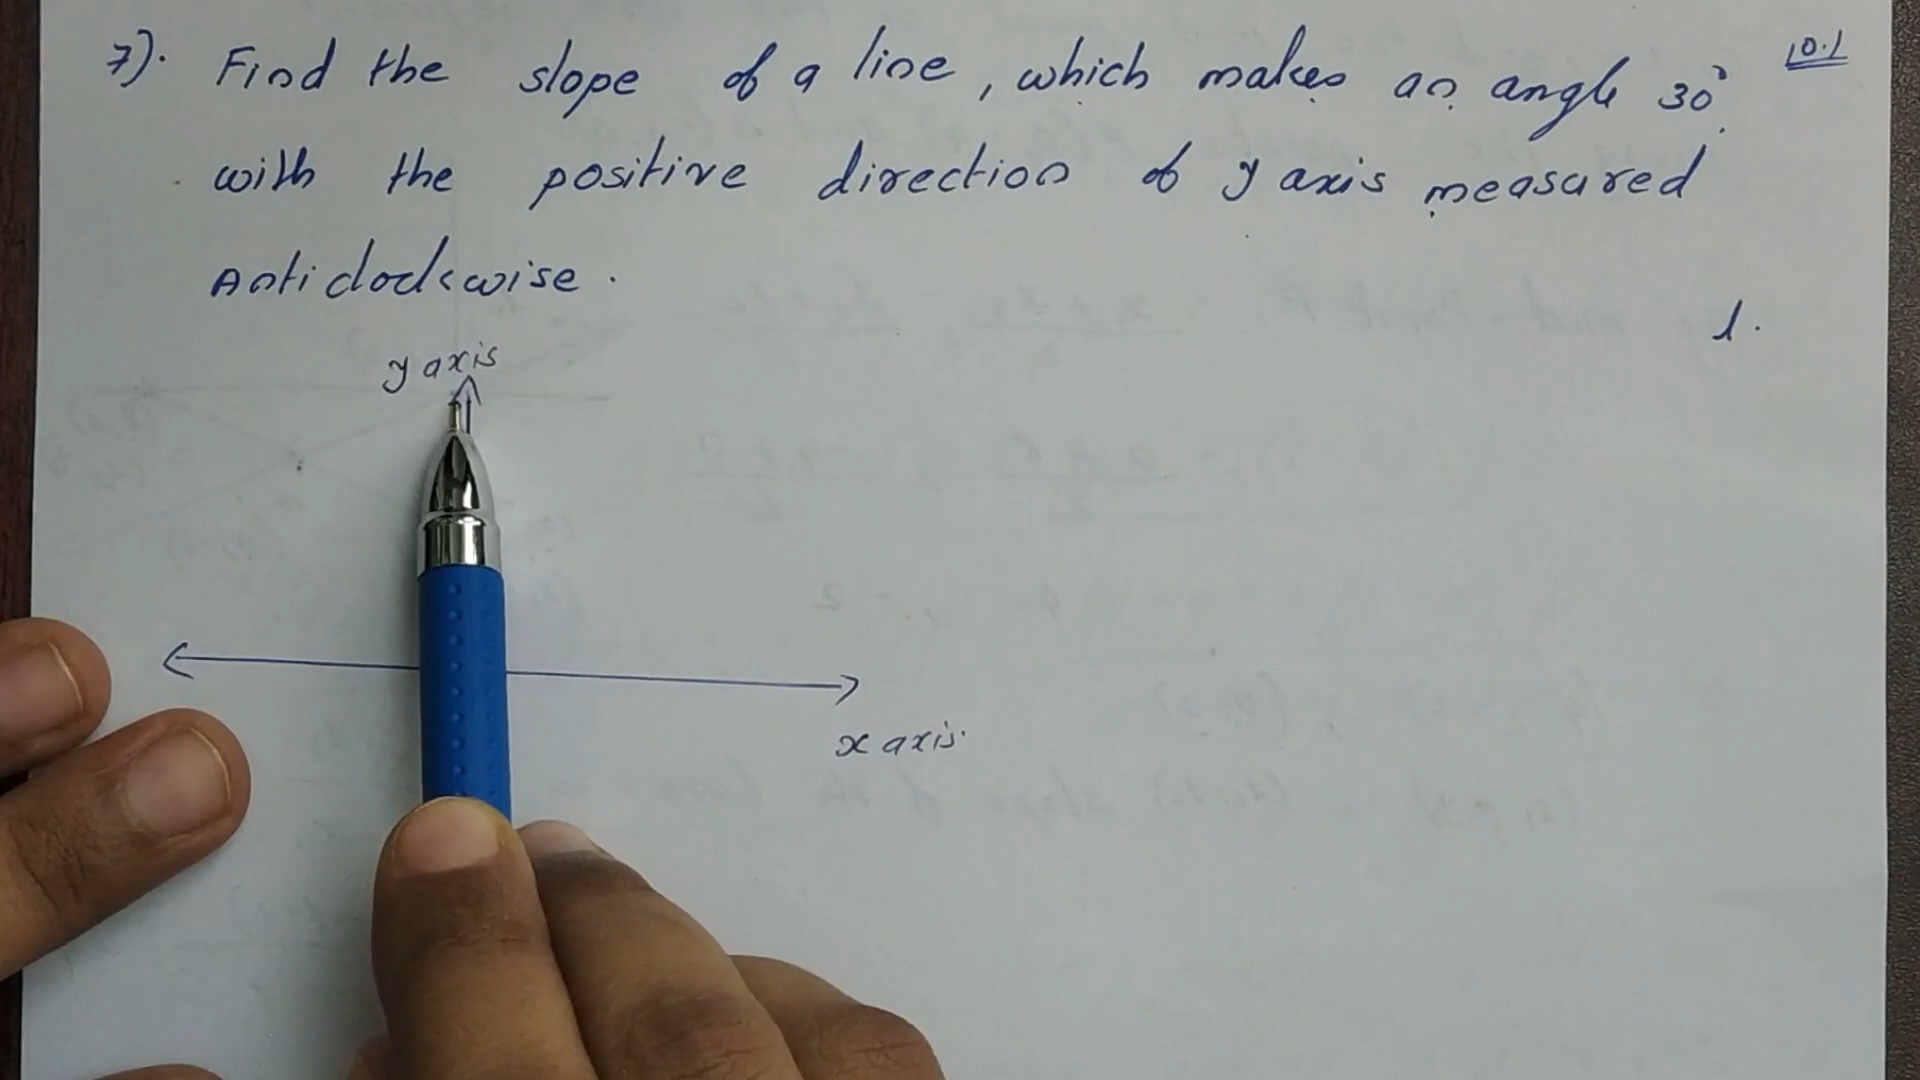 7). Find the slope of a line, which makes an angle 30° 10.1
with the positive direction of y axis measured
Anticlockwise.
1.
y axis
x axis.